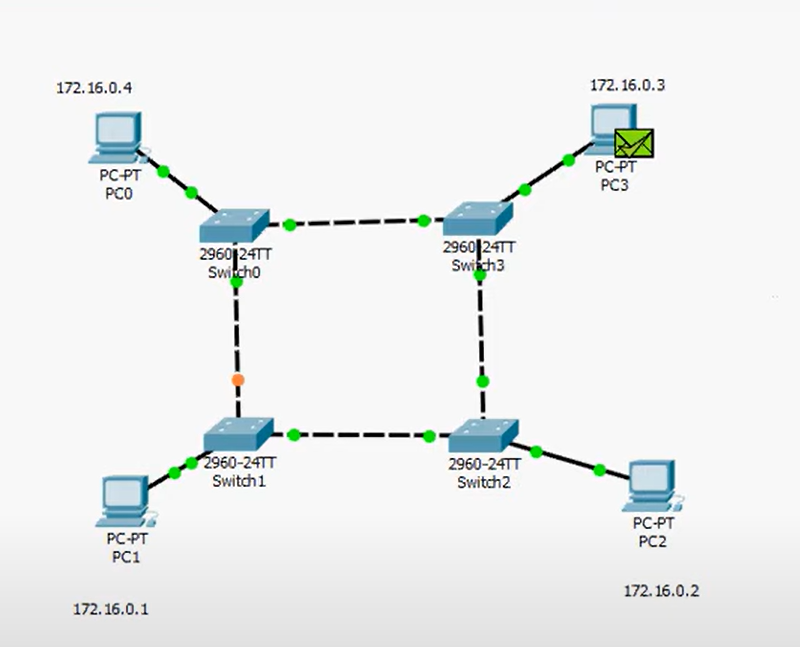 172.16.0.4
172.16.0.3
PC-PT
PC0
PC-PT
PC3
2960-24TT
Switch0
2960-24TT
Switch3
2960-24TT
Switch1
2960-24TT
Switch2
PC-PT
PC1
PC-PT
PC2
172.16.0.1
172.16.0.2